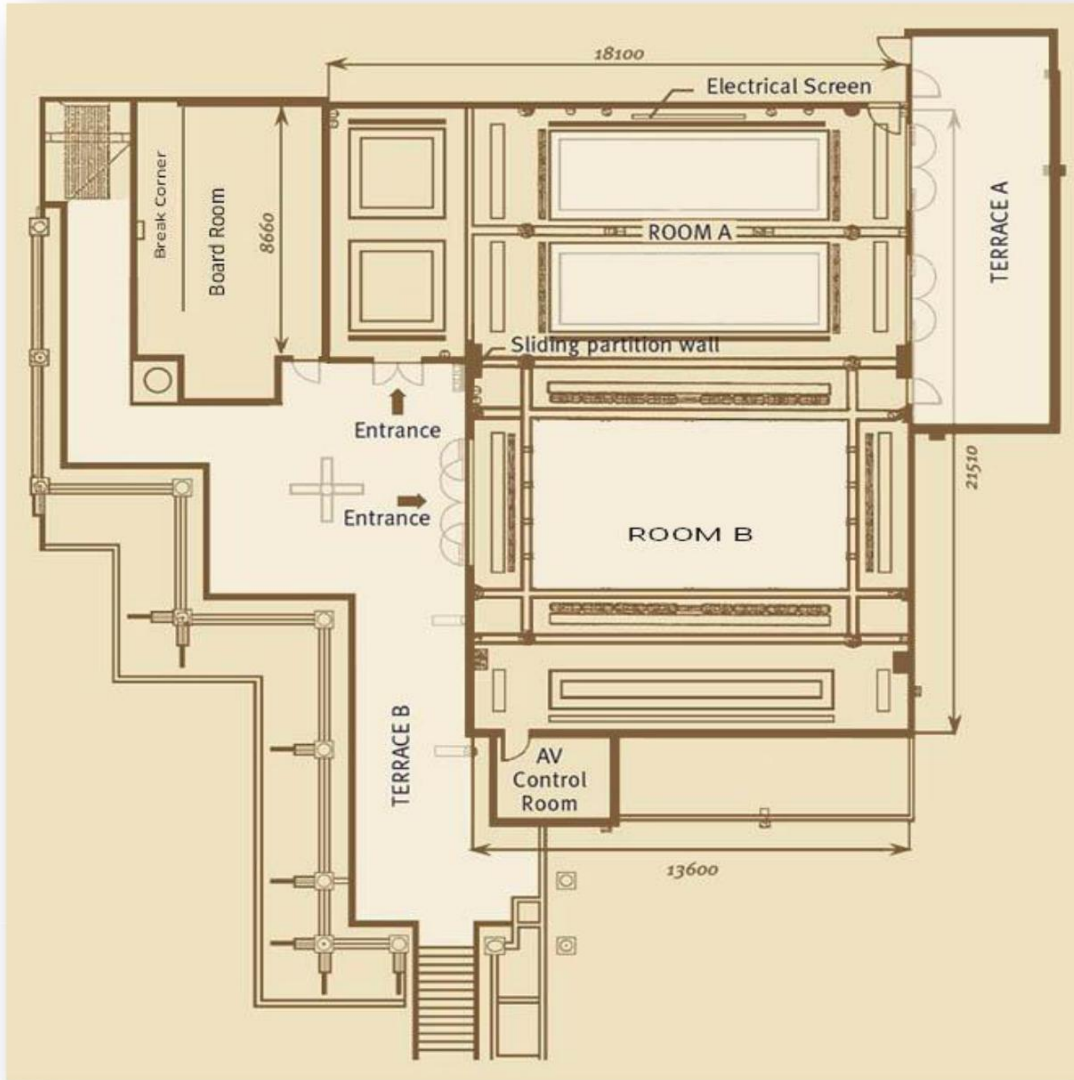 18100
Electrical Screen
Break Corner
Board Room
8660
ROOM A
TERRACE A
Sliding partition wall
Entrance
Entrance
21510
ROOM B
TERRACE B
AV
Control
Room
13600